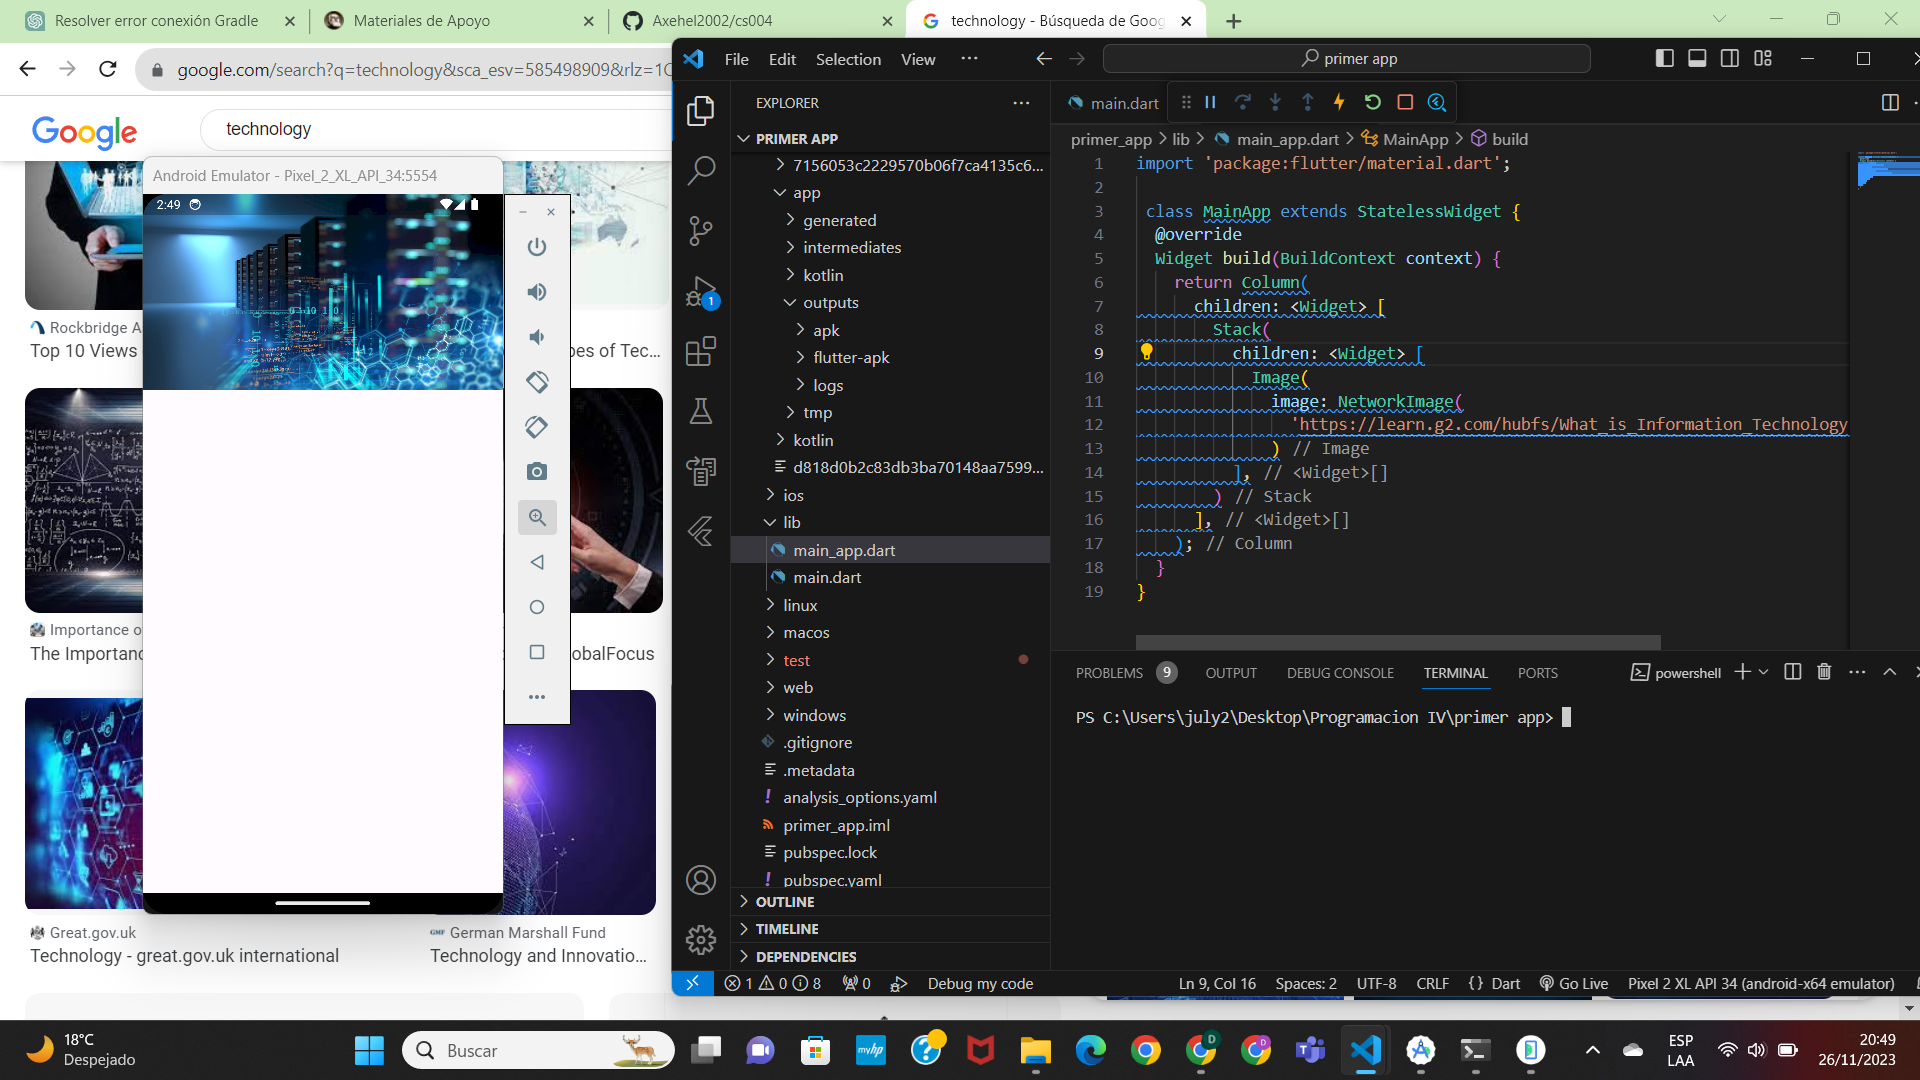 Resolver error conexión Gradle
Materiales de Apoyo
Axehel2002/cs004
technology - Búsqueda de Goog
google.com/search?q=technology&sca_esv=585498909&rlz=1C
Google
technology
Rockbridge A
Top 10 Views
pes of Tec...
Importance o
The Importanc
obalFocus
Great.gov.uk
Technology - great.gov.uk international
GMF German Marshall Fund
Technology and Innovatio...
Android Emulator - Pixel_2_XL_API_34:5554
2:49
File Edit Selection View ...
primer app
EXPLORER
PRIMER APP
7156053c2229570b06f7ca4135c6...
app
generated
intermediates
kotlin
outputs
apk
flutter-apk
logs
tmp
kotlin
d818d0b2c83db3ba70148aa7599...
ios
lib
main_app.dart
main.dart
linux
macos
test
web
windows
.gitignore
.metadata
analysis_options.yaml
primer_app.iml
pubspec.lock
pubspec.yaml
OUTLINE
TIMELINE
DEPENDENCIES
1
main.dart
primer_app > lib > main_app.dart > MainApp > build
1 import 'package:flutter/material.dart';
2
3 class MainApp extends StatelessWidget {
4 @override
5 Widget build(BuildContext context) {
6 return Column(
7 children: <Widget> [
8 Stack(
9 children: <Widget> [
10 Image(
11 image: NetworkImage(
12 'https://learn.g2.com/hubfs/What_is_Information_Technology
13 ) // Image
14 ], // <Widget>[]
15 ) // Stack
16 ], // <Widget>[]
17 ); // Column
18 }
19 }
PROBLEMS 9 OUTPUT DEBUG CONSOLE TERMINAL PORTS
powershell
PS C:\Users\july2\Desktop\Programacion IV\primer app>
1 0 8 0 Debug my code
Ln 9, Col 16 Spaces: 2 UTF-8 CRLF {} Dart Go Live Pixel 2 XL API 34 (android-x64 emulator)
18°C
Despejado
Buscar
myhp
D
D
ESP
LAA
20:49
26/11/2023